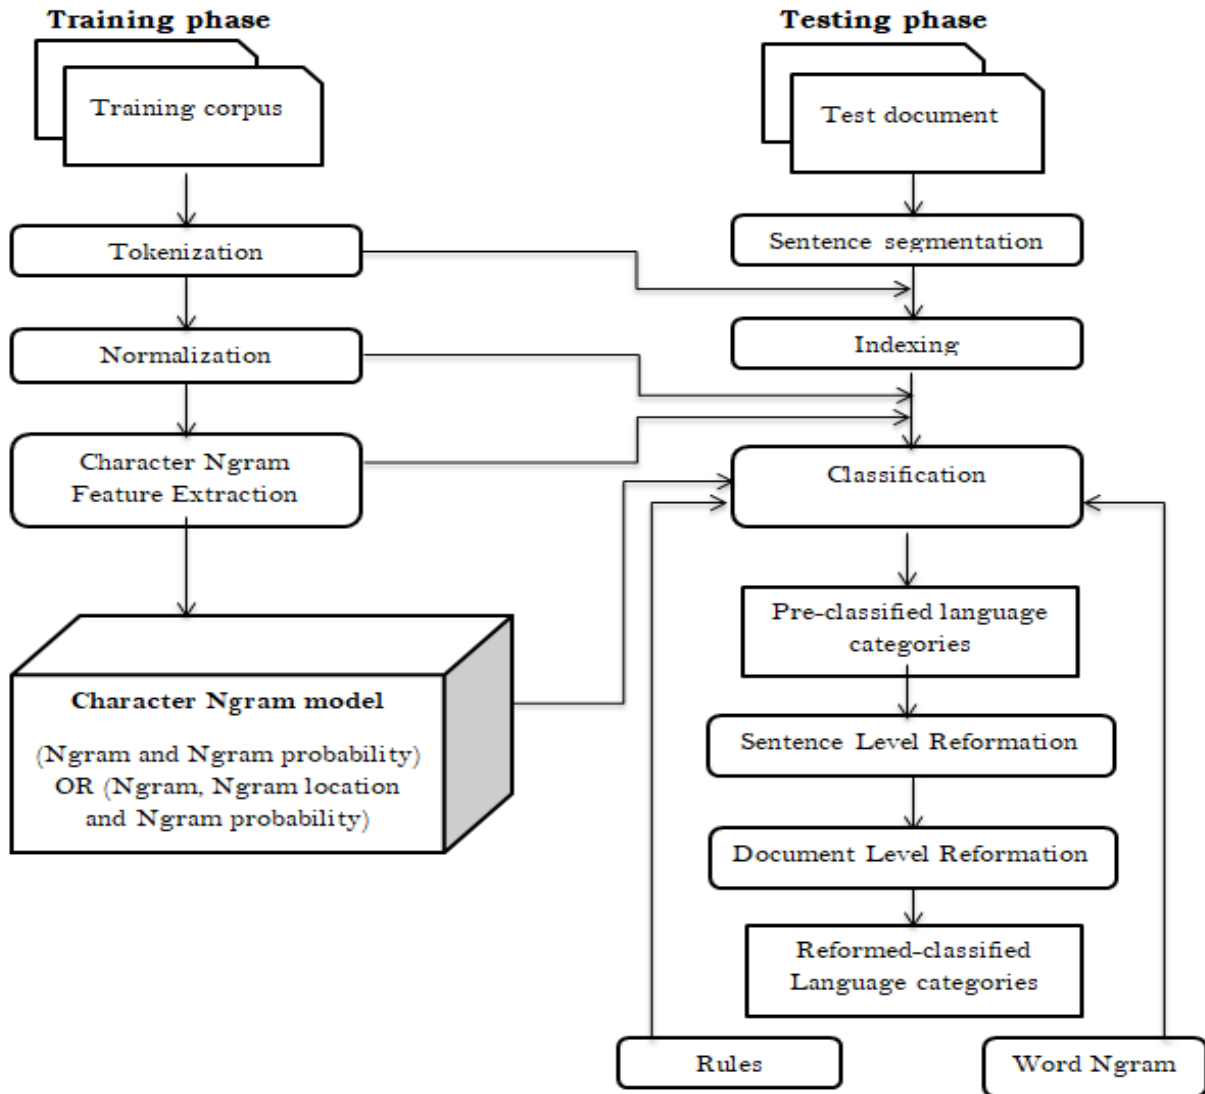 Training phase
Training corpus
Tokenization
Normalization
Character Ngram
Feature Extraction
Character Ngram model
(Ngram and Ngram probability)
OR (Ngram, Ngram location
and Ngram probability)
Testing phase
Test document
Sentence segmentation
Indexing
Classification
Pre-classified language
categories
Sentence Level Reformation
Document Level Reformation
Reformed-classified
Language categories
Rules
Word Ngram